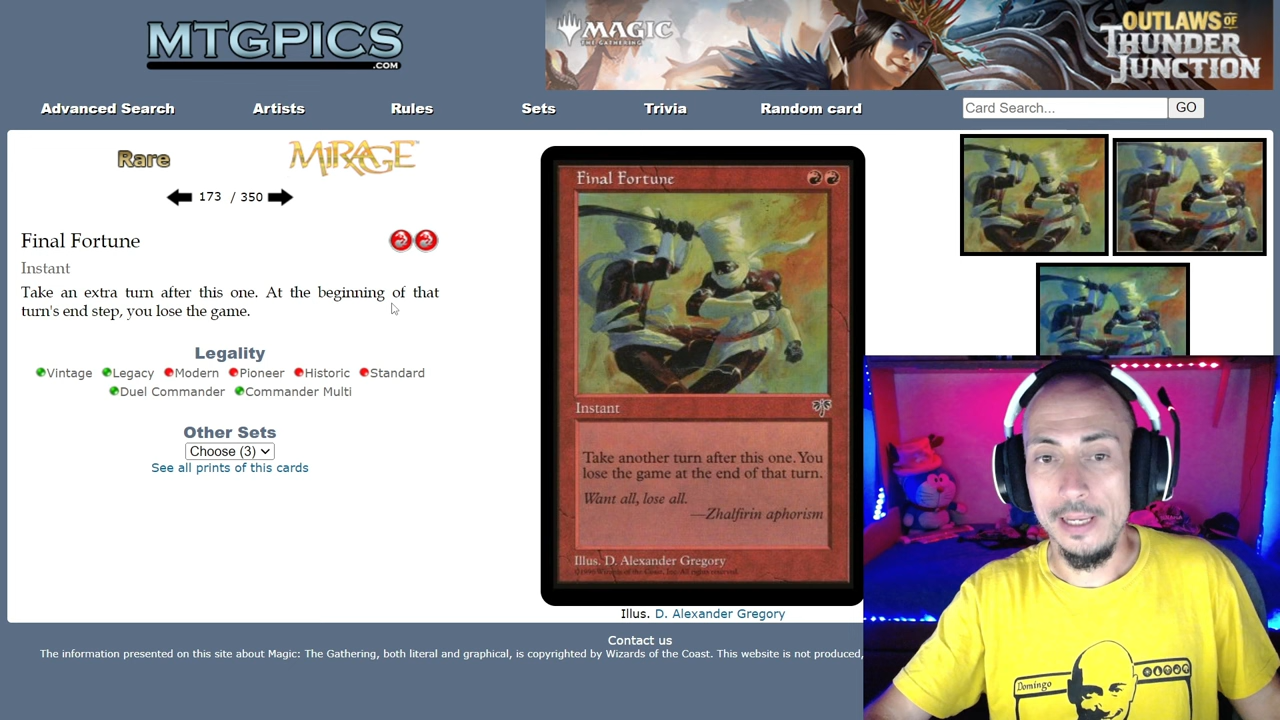 MTGPICS
.COM
MAGIC
THE GATHERING
OUTLAWS OF
THUNDER
JUNCTION
Advanced Search
Artists
Rules
Sets
Trivia
Random card
Card Search...
GO
Rare
MIRAGE
173 / 350
Final Fortune
Instant
Take an extra turn after this one. At the beginning of that
turn's end step, you lose the game.
Legality
Vintage Legacy Modern Pioneer Historic Standard
Duel Commander Commander Multi
Other Sets
Choose (3)
See all prints of this cards
Final Fortune
Instant
Take another turn after this one. You
lose the game at the end of that turn.
Want all, lose all.
—Zhalfirin aphorism
Illus. D. Alexander Gregory
Illus. D. Alexander Gregory
Contact us
The information presented on this site about Magic: The Gathering, both literal and graphical, is copyrighted by Wizards of the Coast. This website is not produced,
Domingo